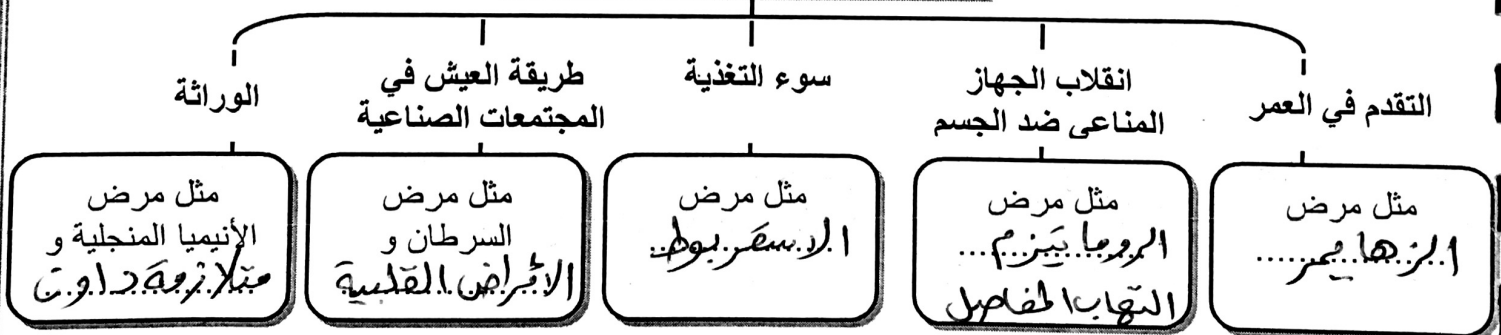 التقدم في العمر
مثل مرض
الزهايمر
انقلاب الجهاز
المناعى ضد الجسم
مثل مرض
الروماتيزم
التهاب المفاصل
سوء التغذية
مثل مرض
الاسقربوط
طريقة العيش في
المجتمعات الصناعية
مثل مرض
السرطان و
الأمراض القلبية
الوراثة
مثل مرض
الأنيميا المنجلية و
متلازمة داون